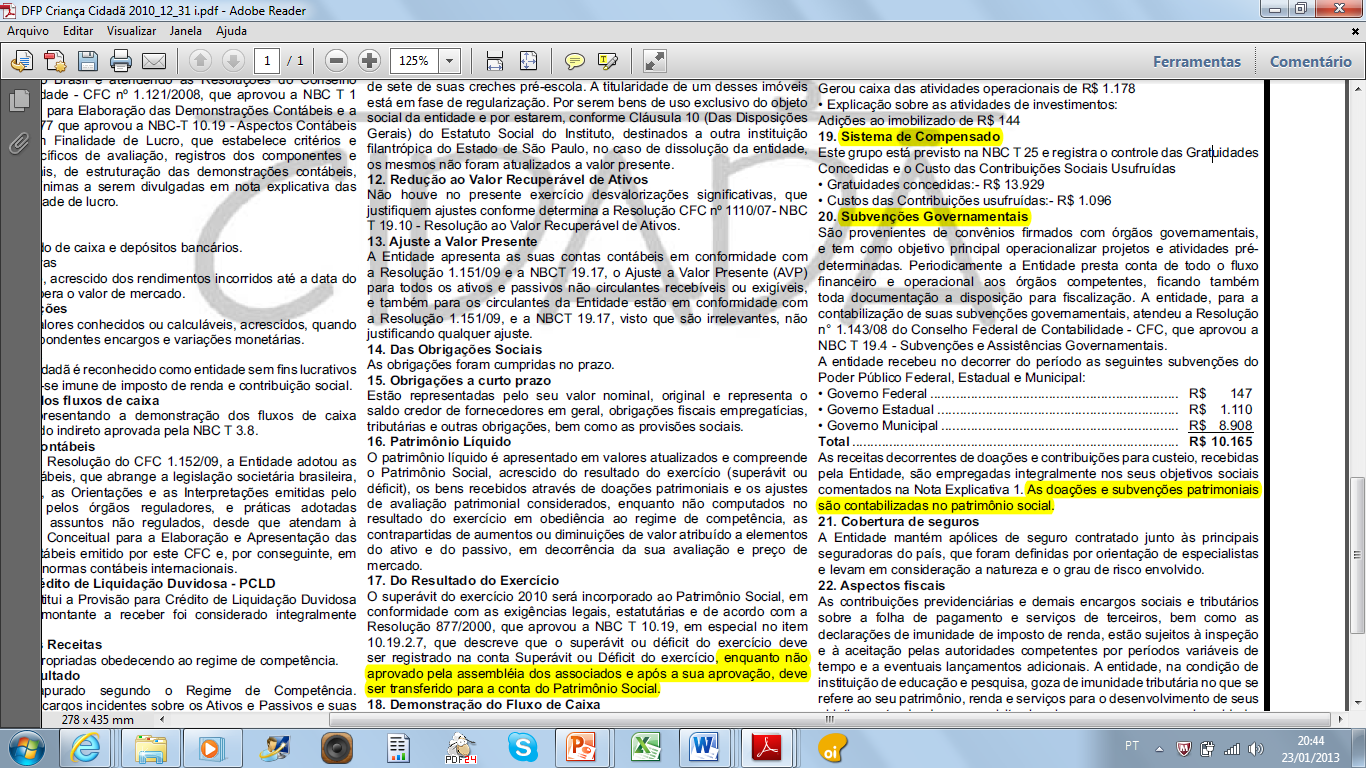 DFP Criança Cidadã 2010_12_31 i.pdf - Adobe Reader
Arquivo Editar Visualizar Janela Ajuda
1 / 1
125%
Ferramentas Comentário
CIDADÃ
o Brasil e atendendo as Resoluções do Conselho
dade - CFC nº 1.121/2008, que aprovou a NBC T 1
para Elaboração das Demonstrações Contábeis e a
77 que aprovou a NBC-T 10.19 - Aspectos Contábeis
n Finalidade de Lucro, que estabelece critérios e
cíficos de avaliação, registros dos componentes e
is, de estruturação das demonstrações contábeis,
nimas a serem divulgadas em nota explicativa das
ade de lucro.
do de caixa e depósitos bancários.
ras
, acrescido dos rendimentos incorridos até a data do
pera o valor de mercado.
ções
alores conhecidos ou calculáveis, acrescidos, quando
pondentes encargos e variações monetárias.
dadã é reconhecido como entidade sem fins lucrativos
-se imune de imposto de renda e contribuição social.
los fluxos de caixa
presentando a demonstração dos fluxos de caixa
do indireto aprovada pela NBC T 3.8.
ontábeis
Resolução do CFC 1.152/09, a Entidade adotou as
ábeis, que abrange a legislação societária brasileira,
, as Orientações e as Interpretações emitidas pelo
pelos órgãos reguladores, e práticas adotadas
assuntos não regulados, desde que atendam à
Conceitual para a Elaboração e Apresentação das
tábeis emitido por este CFC e, por conseguinte, em
normas contábeis internacionais.
édito de Liquidação Duvidosa - PCLD
titui a Provisão para Crédito de Liquidação Duvidosa
montante a receber foi considerado integralmente
s Receitas
ropriadas obedecendo ao regime de competência.
sultado
apurado segundo o Regime de Competência.
cargos incidentes sobre os Ativos e Passivos e suas
de sete de suas creches pré-escola. A titularidade de um desses imóveis
está em fase de regularização. Por serem bens de uso exclusivo do objeto
social da entidade e por estarem, conforme Cláusula 10 (Das Disposições
Gerais) do Estatuto Social do Instituto, destinados a outra instituição
filantrópica do Estado de São Paulo, no caso de dissolução da entidade,
os mesmos não foram atualizados a valor presente.
12. Redução ao Valor Recuperável de Ativos
Não houve no presente exercício desvalorizações significativas, que
justifiquem ajustes conforme determina a Resolução CFC nº 1110/07- NBC
T 19.10 - Resolução ao Valor Recuperável de Ativos.
13. Ajuste a Valor Presente
A Entidade apresenta as suas contas contábeis em conformidade com
a Resolução 1.151/09 e a NBCT 19.17, o Ajuste a Valor Presente (AVP)
para todos os ativos e passivos não circulantes recebíveis ou exigíveis,
e também para os circulantes da Entidade estão em conformidade com
a Resolução 1.151/09, e a NBCT 19.17, visto que são irrelevantes, não
justificando qualquer ajuste.
14. Das Obrigações Sociais
As obrigações foram cumpridas no prazo.
15. Obrigações a curto prazo
Estão representadas pelo seu valor nominal, original e representa o
saldo credor de fornecedores em geral, obrigações fiscais empregatícias,
tributárias e outras obrigações, bem como as provisões sociais.
16. Patrimônio Líquido
O patrimônio líquido é apresentado em valores atualizados e compreende
o Patrimônio Social, acrescido do resultado do exercício (superávit ou
déficit), os bens recebidos através de doações patrimoniais e os ajustes
de avaliação patrimonial considerados, enquanto não computados no
resultado do exercício em obediência ao regime de competência, as
contrapartidas de aumentos ou diminuições de valor atribuído a elementos
do ativo e do passivo, em decorrência da sua avaliação e preço de
mercado.
17. Do Resultado do Exercício
O superávit do exercício 2010 será incorporado ao Patrimônio Social, em
conformidade com as exigências legais, estatutárias e de acordo com a
Resolução 877/2000, que aprovou a NBC T 10.19, em especial no item
10.19.2.7, que descreve que o superávit ou déficit do exercício deve
ser registrado na conta Superávit ou Déficit do exercício, enquanto não
aprovado pela assembléia dos associados e após a sua aprovação, deve
ser transferido para a conta do Patrimônio Social.
18. Demonstração do Fluxo de Caixa
Gerou caixa das atividades operacionais de R$ 1.178
• Explicação sobre as atividades de investimentos:
Adições ao imobilizado de R$ 144
19. Sistema de Compensado
Este grupo está previsto na NBC T 25 e registra o controle das Gratuidades
Concedidas e o Custo das Contribuições Sociais Usufruídas
• Gratuidades concedidas:- R$ 13.929
• Custos das Contribuições usufruídas:- R$ 1.096
20. Subvenções Governamentais
São provenientes de convênios firmados com órgãos governamentais,
e tem como objetivo principal operacionalizar projetos e atividades pré-
determinadas. Periodicamente a Entidade presta conta de todo o fluxo
financeiro e operacional aos órgãos competentes, ficando também
toda documentação a disposição para fiscalização. A entidade, para a
contabilização de suas subvenções governamentais, atendeu a Resolução
n° 1.143/08 do Conselho Federal de Contabilidade - CFC, que aprovou a
NBC T 19.4 - Subvenções e Assistências Governamentais.
A entidade recebeu no decorrer do período as seguintes subvenções do
Poder Público Federal, Estadual e Municipal:
• Governo Federal ........ R$ 147
• Governo Estadual ........ R$ 1.110
• Governo Municipal ........ R$ 8.908
Total ........ R$ 10.165
As receitas decorrentes de doações e contribuições para custeio, recebidas
pela Entidade, são empregadas integralmente nos seus objetivos sociais
comentados na Nota Explicativa 1. As doações e subvenções patrimoniais
são contabilizadas no patrimônio social.
21. Cobertura de seguros
A Entidade mantém apólices de seguro contratado junto às principais
seguradoras do país, que foram definidas por orientação de especialistas
e levam em consideração a natureza e o grau de risco envolvido.
22. Aspectos fiscais
As contribuições previdenciárias e demais encargos sociais e tributários
sobre a folha de pagamento e serviços de terceiros, bem como as
declarações de imunidade de imposto de renda, estão sujeitos à inspeção
e à aceitação pelas autoridades competentes por períodos variáveis de
tempo e a eventuais lançamentos adicionais. A entidade, na condição de
instituição de educação e pesquisa, goza de imunidade tributária no que se
refere ao seu patrimônio, renda e serviços para o desenvolvimento de seus
278 x 435 mm
PDF24
oi
PT
20:44
23/01/2013